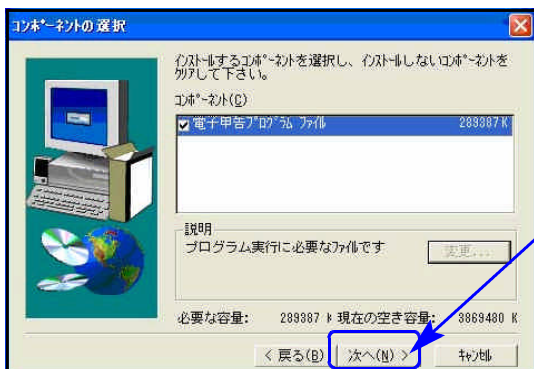 コンポーネントの選択
インストールするコンポーネントを選択し、インストールしないコンポーネントを
クリアして下さい。
コンポーネント(C)
電子申告プログラム ファイル 289387 K
説明
プログラム実行に必要なファイルです
変更...
必要な容量: 289387 K 現在の空き容量: 3869480 K
< 戻る(B) 次へ(N) > キャンセル